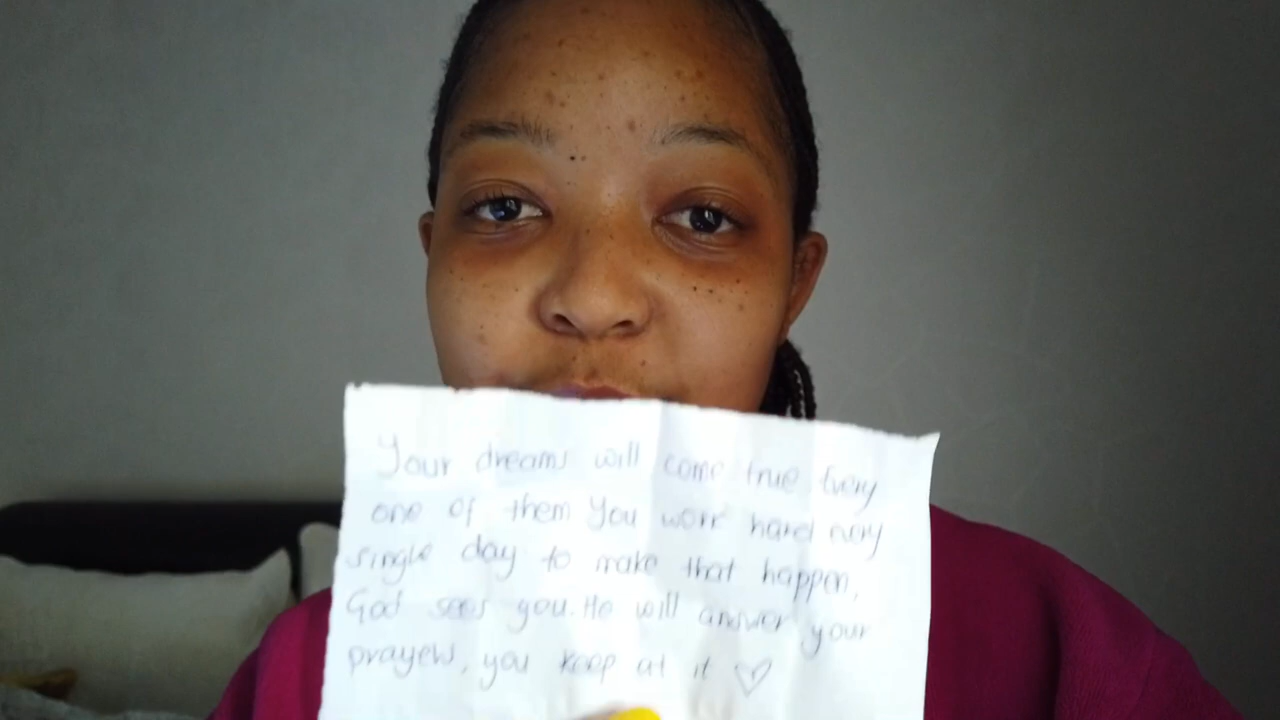 Your dreams will come true Every
one of them You work hard evry
single day to make that happen,
God sees you. He will answer your
prayers, you keep at it ♡